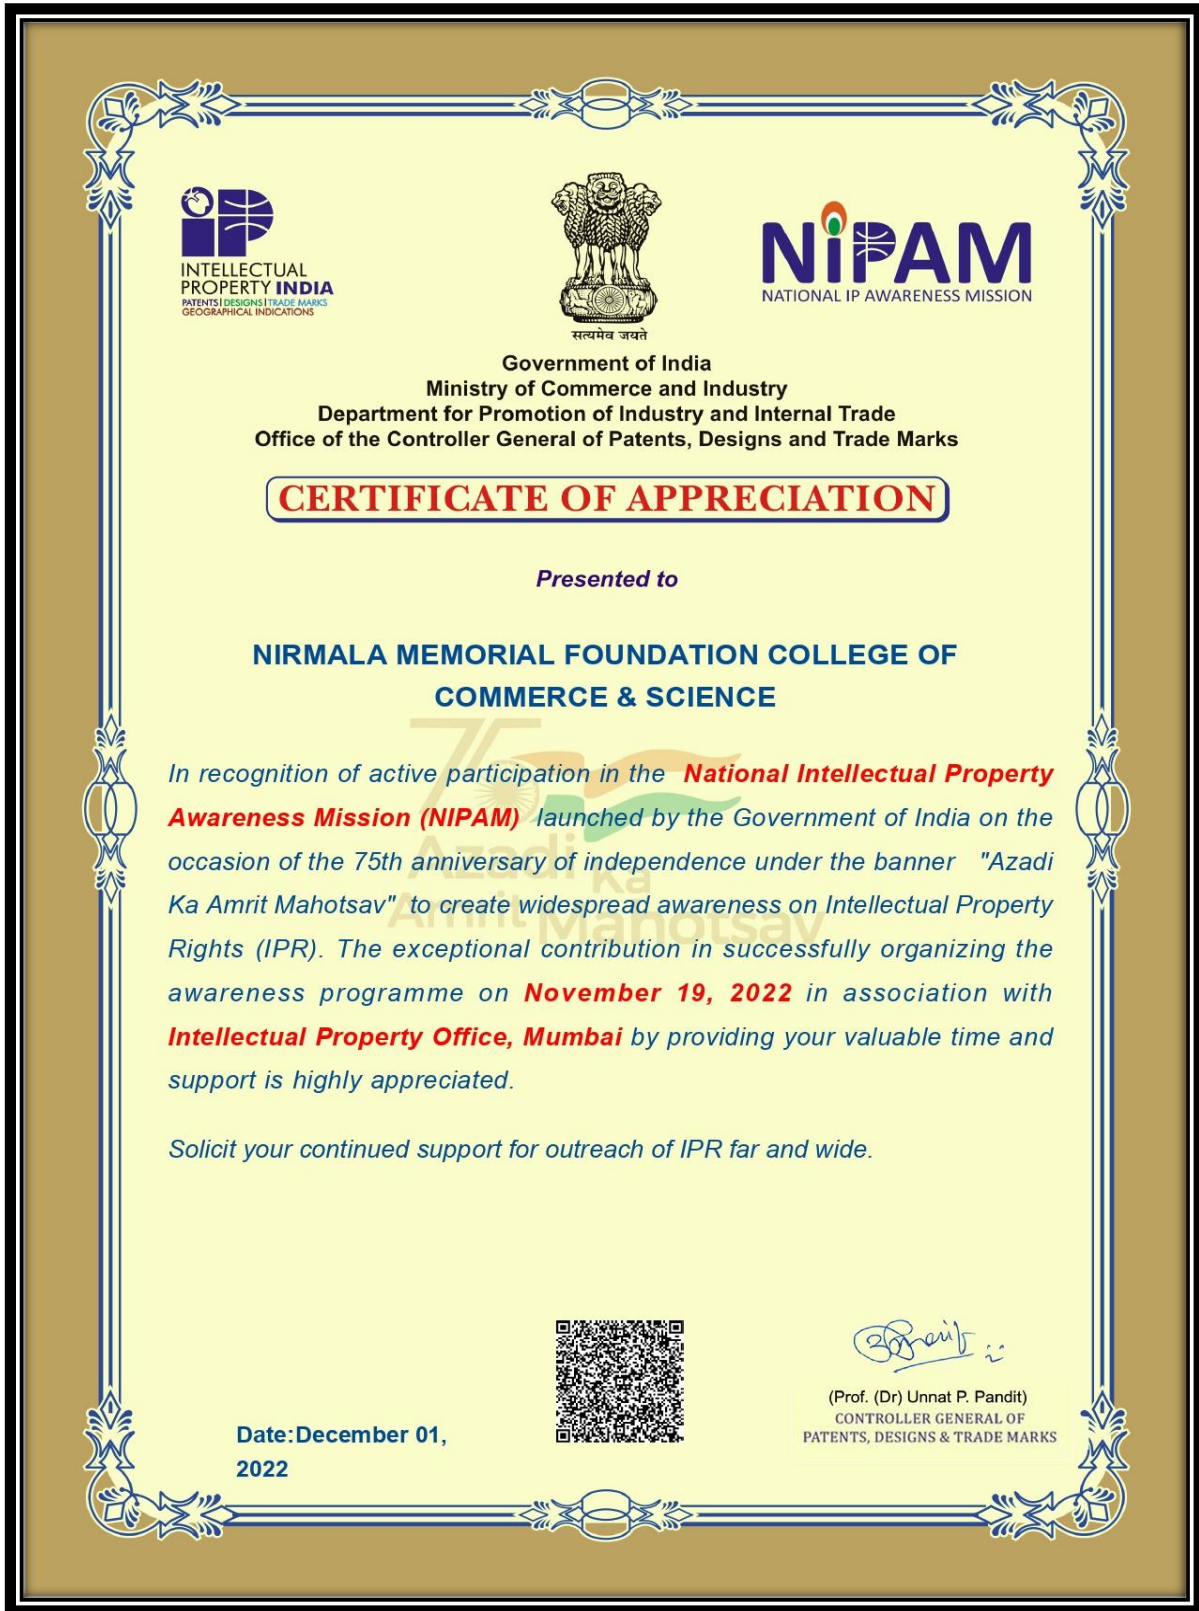 INTELLECTUAL
PROPERTY INDIA
PATENTS | DESIGNS | TRADE MARKS
GEOGRAPHICAL INDICATIONS
सत्यमेव जयते
NiPAM
NATIONAL IP AWARENESS MISSION
Government of India
Ministry of Commerce and Industry
Department for Promotion of Industry and Internal Trade
Office of the Controller General of Patents, Designs and Trade Marks
CERTIFICATE OF APPRECIATION
Presented to
NIRMALA MEMORIAL FOUNDATION COLLEGE OF
COMMERCE & SCIENCE
In recognition of active participation in the National Intellectual Property
Awareness Mission (NIPAM) launched by the Government of India on the
occasion of the 75th anniversary of independence under the banner "Azadi
Ka Amrit Mahotsav" to create widespread awareness on Intellectual Property
Rights (IPR). The exceptional contribution in successfully organizing the
awareness programme on November 19, 2022 in association with
Intellectual Property Office, Mumbai by providing your valuable time and
support is highly appreciated.
75
Azadi Ka
Amrit Mahotsav
Solicit your continued support for outreach of IPR far and wide.
Date:December 01,
2022
(Prof. (Dr) Unnat P. Pandit)
CONTROLLER GENERAL OF
PATENTS, DESIGNS & TRADE MARKS